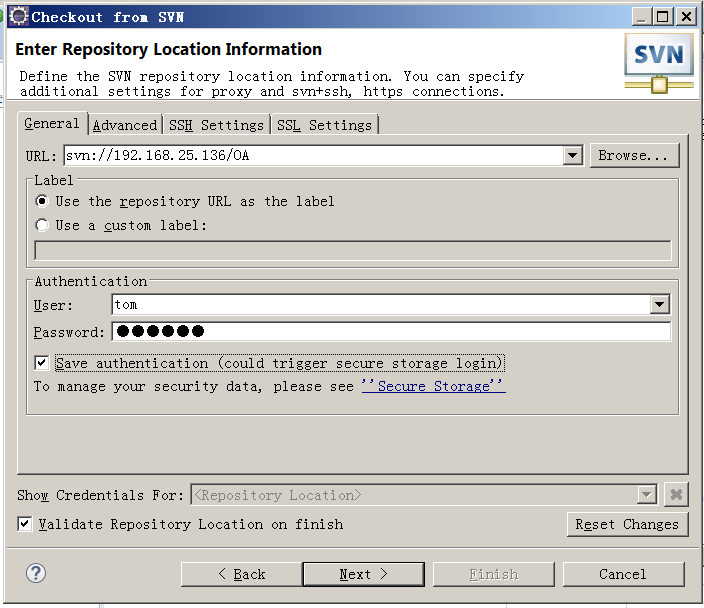 Checkout from SVN
Enter Repository Location Information
Define the SVN repository location information. You can specify
additional settings for proxy and svn+ssh, https connections.
SVN
General Advanced SSH Settings SSL Settings
URL: svn://192.168.25.136/OA Browse...
Label
Use the repository URL as the label
Use a custom label:
Authentication
User: tom
Password: ●●●●●●
Save authentication (could trigger secure storage login)
To manage your security data, please see ''Secure Storage''
Show Credentials For: <Repository Location>
Validate Repository Location on finish Reset Changes
? < Back Next > Finish Cancel